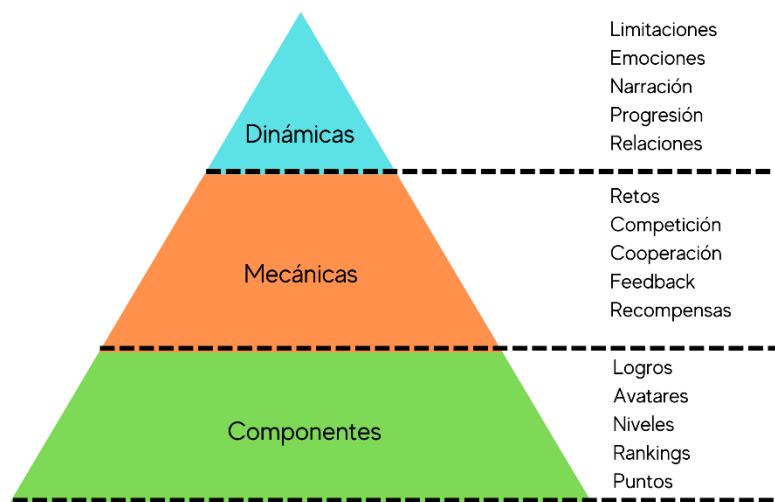 Dinámicas
Limitaciones
Emociones
Narración
Progresión
Relaciones
Mecánicas
Retos
Competición
Cooperación
Feedback
Recompensas
Componentes
Logros
Avatares
Niveles
Rankings
Puntos